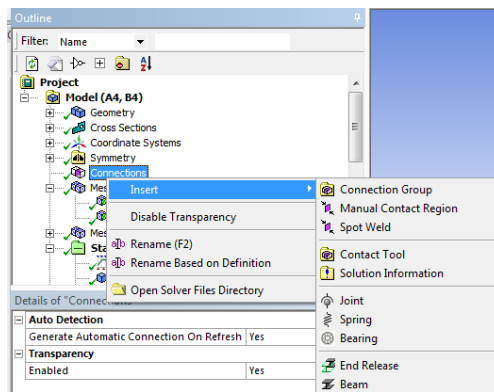 Outline
Filter: Name
Project
Model (A4, B4)
Geometry
Cross Sections
Coordinate Systems
Symmetry
Connections
Insert
Disable Transparency
Rename (F2)
Rename Based on Definition
Open Solver Files Directory
Connection Group
Manual Contact Region
Spot Weld
Contact Tool
Solution Information
Joint
Spring
Bearing
End Release
Beam
Details of "Connections"
Auto Detection
Generate Automatic Connection On Refresh Yes
Transparency
Enabled Yes